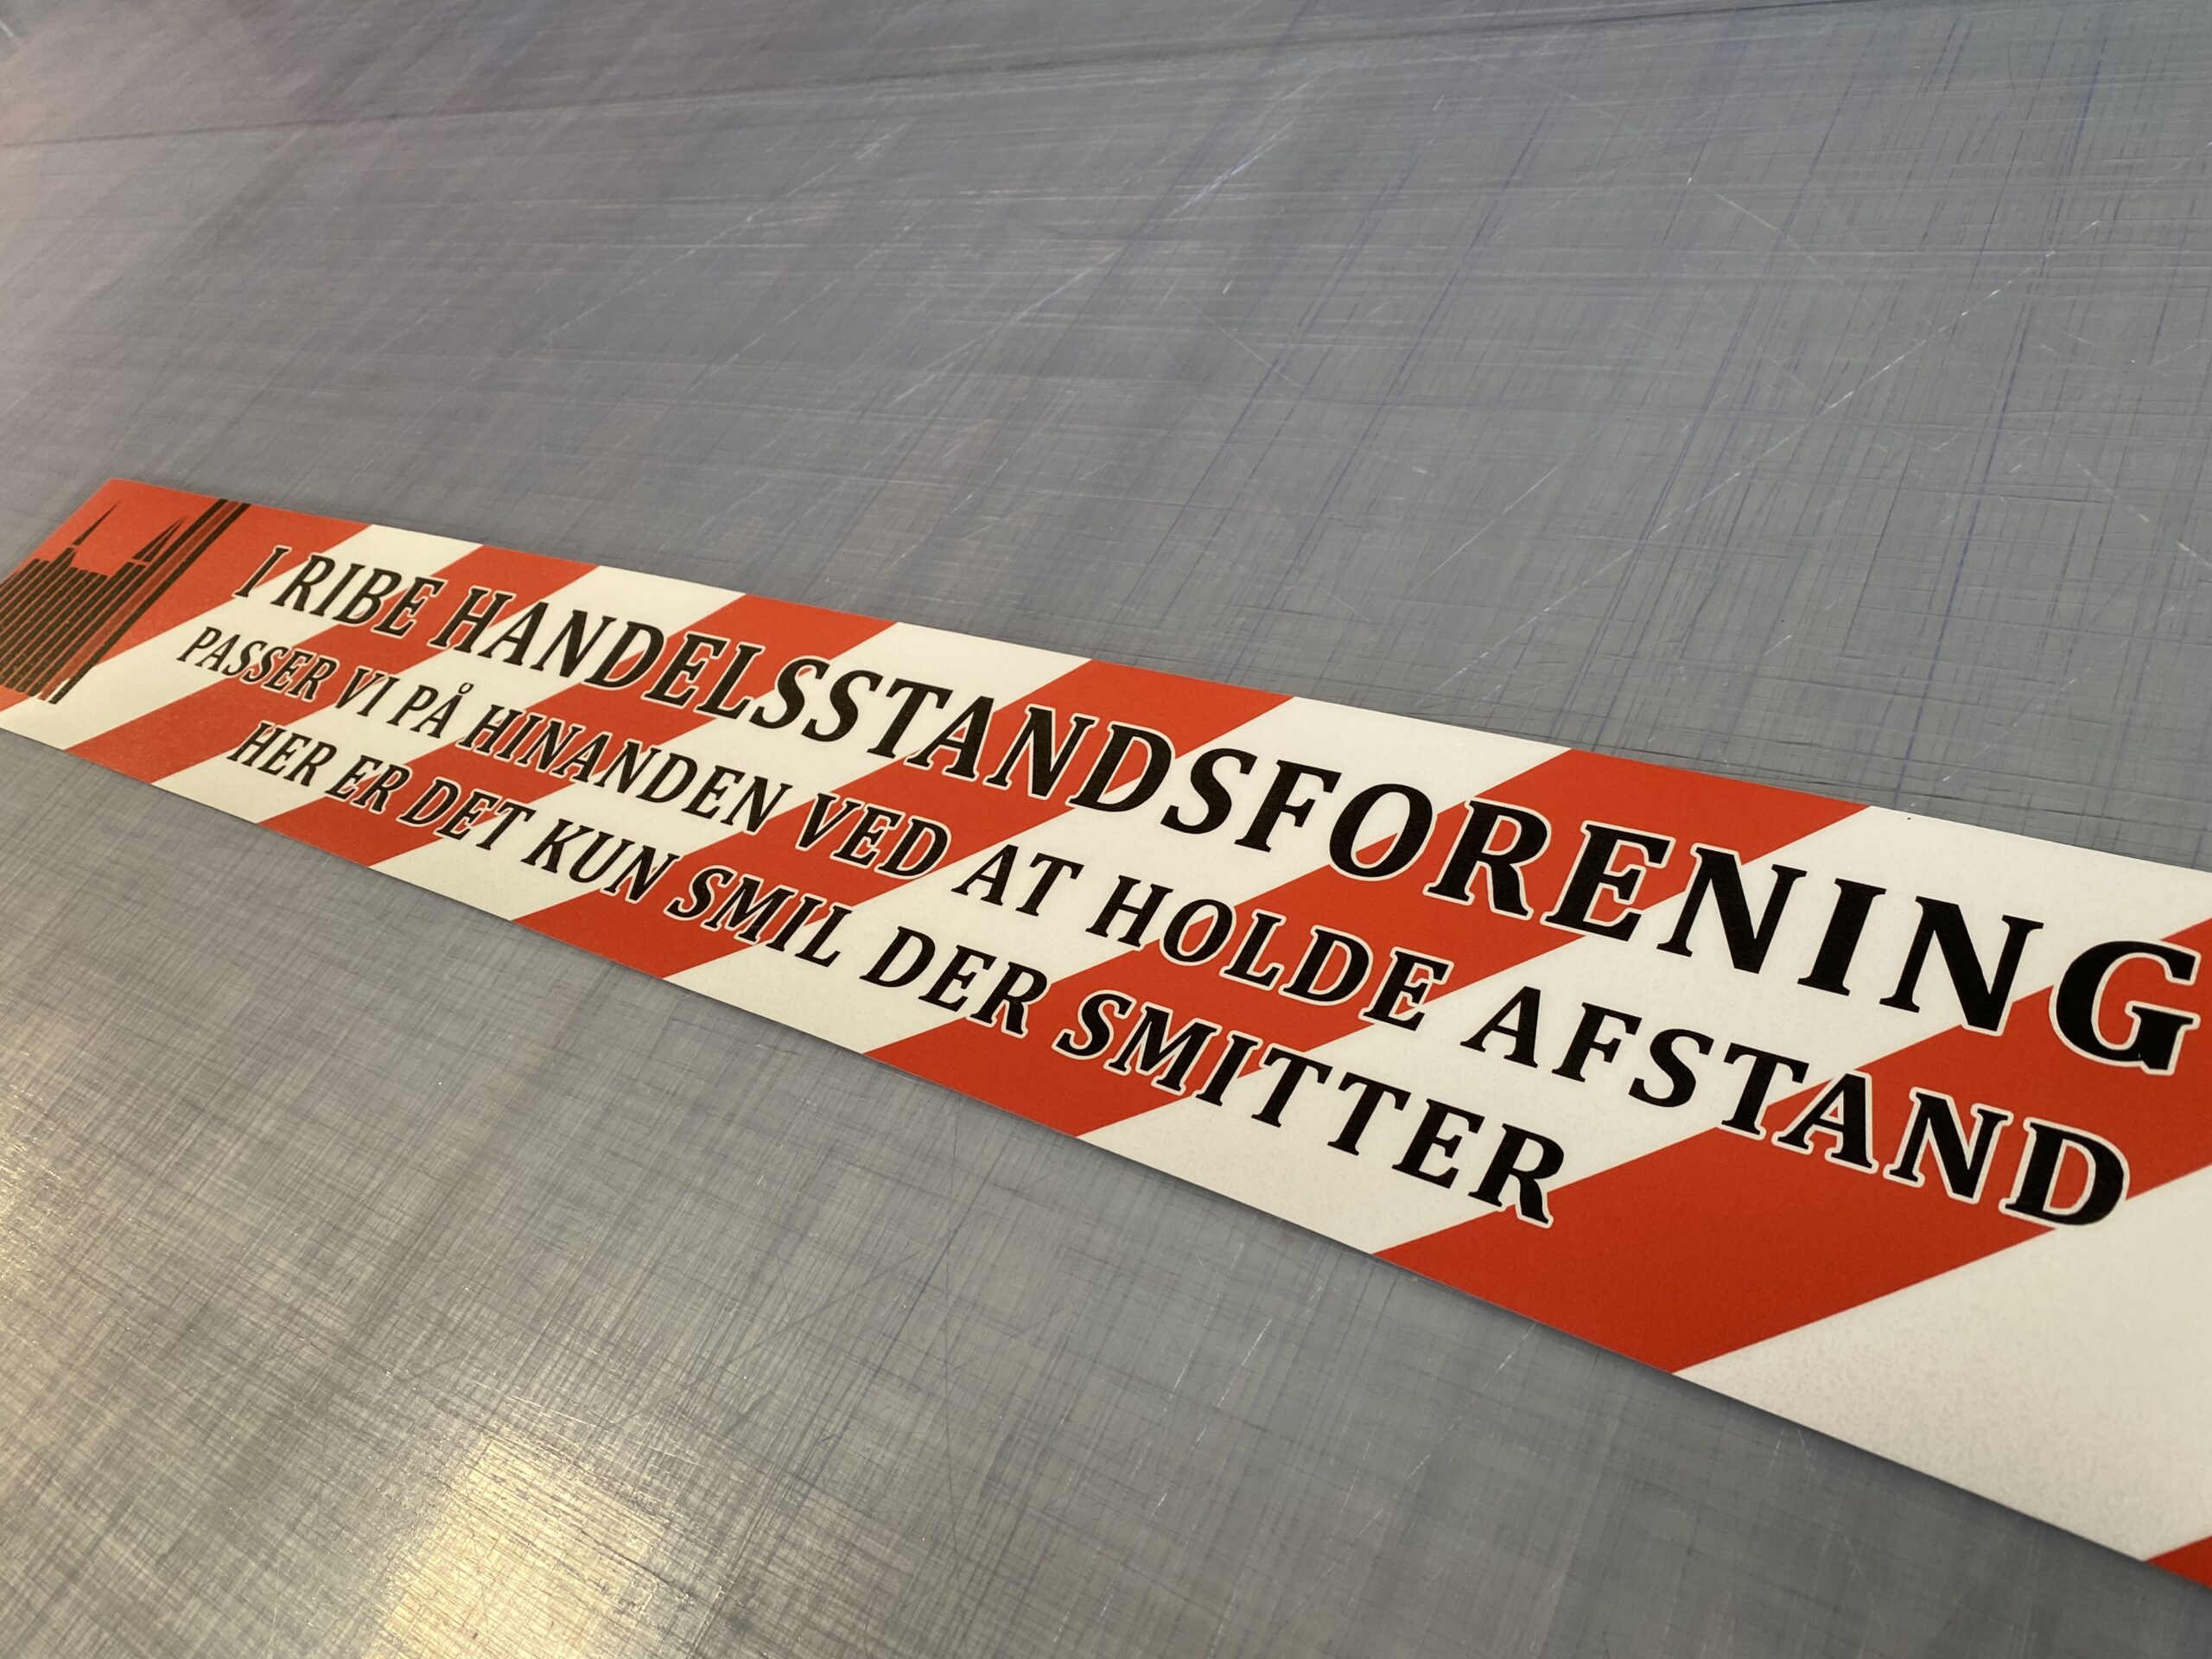 I RIBE HANDELSSTANDSFORENING
PASSER VI PÅ HINANDEN VED AT HOLDE AFSTAND
HER ER DET KUN SMIL DER SMITTER